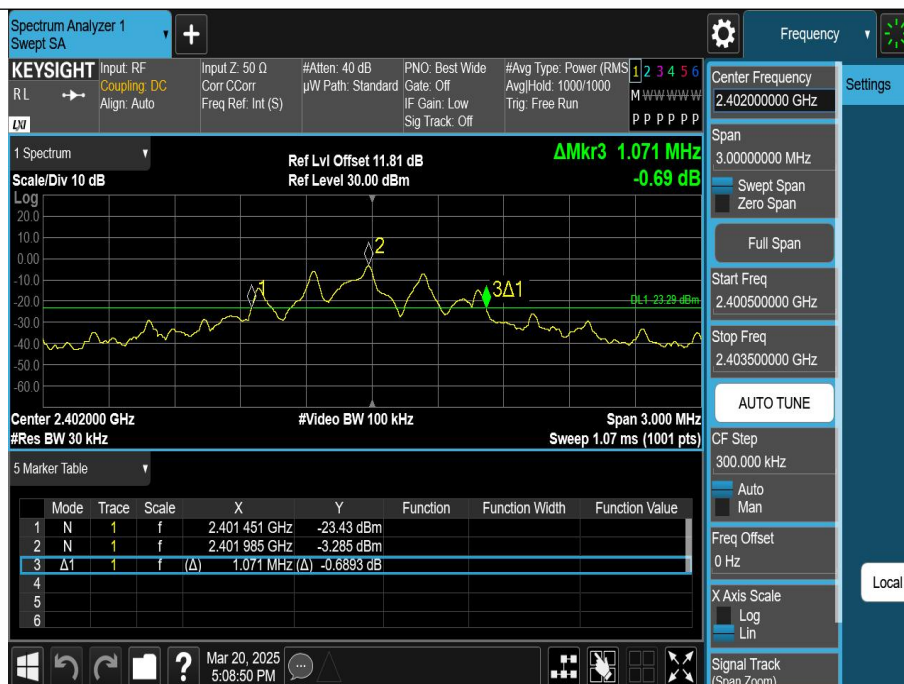 Spectrum Analyzer 1
Swept SA
+
Frequency
KEYSIGHT
RL
LXI
Input: RF
Coupling: DC
Align: Auto
Input Z: 50 Ω
Corr CCorr
Freq Ref: Int (S)
#Atten: 40 dB
µW Path: Standard
PNO: Best Wide
Gate: Off
IF Gain: Low
Sig Track: Off
#Avg Type: Power (RMS
Avg|Hold: 1000/1000
Trig: Free Run
1 2 3 4 5 6
M W W W W W
P P P P P P
1 Spectrum
Scale/Div 10 dB
Ref Lvl Offset 11.81 dB
Ref Level 30.00 dBm
ΔMkr3 1.071 MHz
-0.69 dB
Log
20.0
10.0
0.00
-10.0
-20.0
-30.0
-40.0
-50.0
-60.0
1
2
3Δ1
DL1 -23.29 dBm
Center 2.402000 GHz
#Video BW 100 kHz
Span 3.000 MHz
#Res BW 30 kHz
Sweep 1.07 ms (1001 pts)
5 Marker Table
Mode Trace Scale X Y Function Function Width Function Value
1 N 1 f 2.401 451 GHz -23.43 dBm
2 N 1 f 2.401 985 GHz -3.285 dBm
3 Δ1 1 f (Δ) 1.071 MHz (Δ) -0.6893 dB
4
5
6
Mar 20, 2025
5:08:50 PM
?
Center Frequency
2.402000000 GHz
Span
3.00000000 MHz
Swept Span
Zero Span
Full Span
Start Freq
2.400500000 GHz
Stop Freq
2.403500000 GHz
AUTO TUNE
CF Step
300.000 kHz
Auto
Man
Freq Offset
0 Hz
X Axis Scale
Log
Lin
Signal Track
(Span Zoom)
Settings
Local